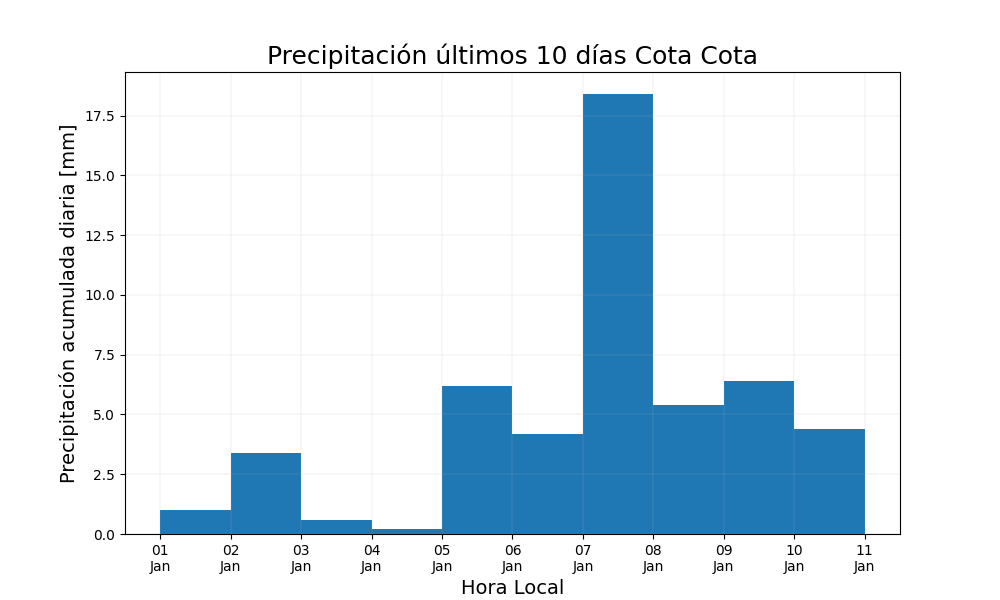 Precipitación últimos 10 días Cota Cota
Precipitación acumulada diaria [mm]
17.5
15.0
12.5
10.0
7.5
5.0
2.5
0.0
01 02 03 04 05 06 07 08 09 10 11
Jan Jan Jan Jan Jan Jan Jan Jan Jan Jan Jan
Hora Local